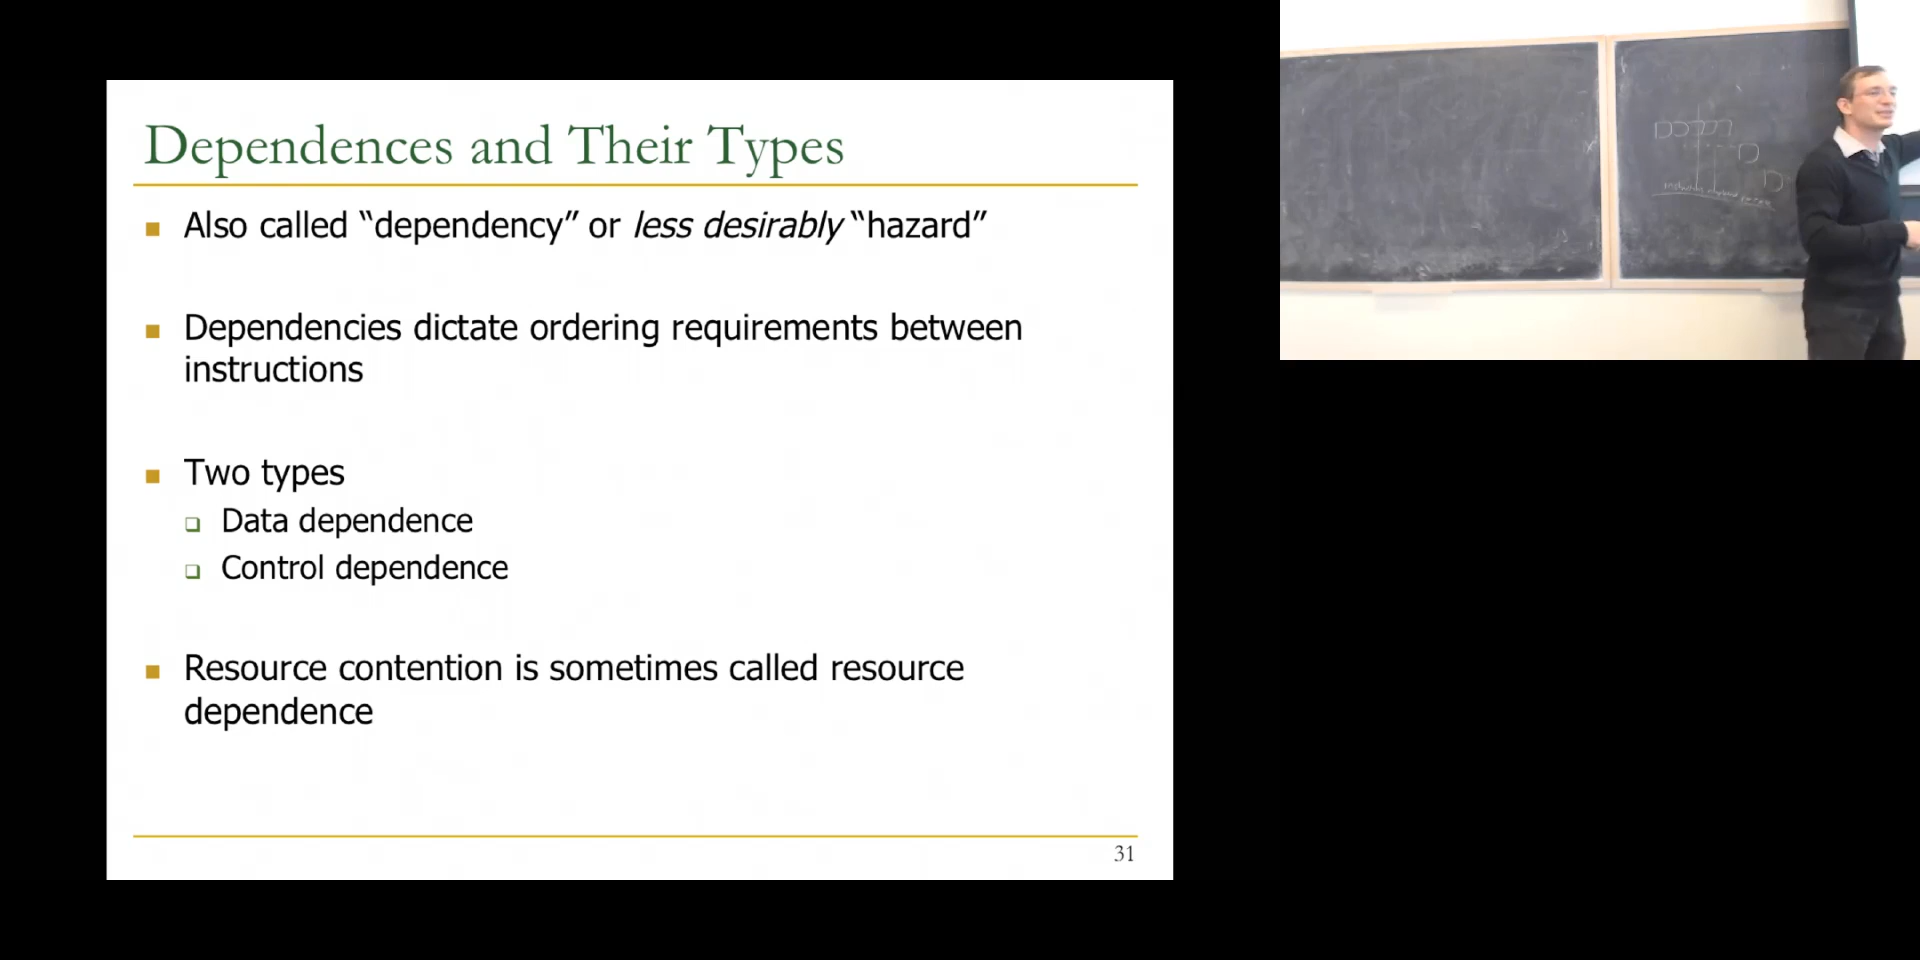 Dependences and Their Types
Also called “dependency” or less desirably “hazard”
Dependencies dictate ordering requirements between
instructions
Two types
Data dependence
Control dependence
Resource contention is sometimes called resource
dependence
31